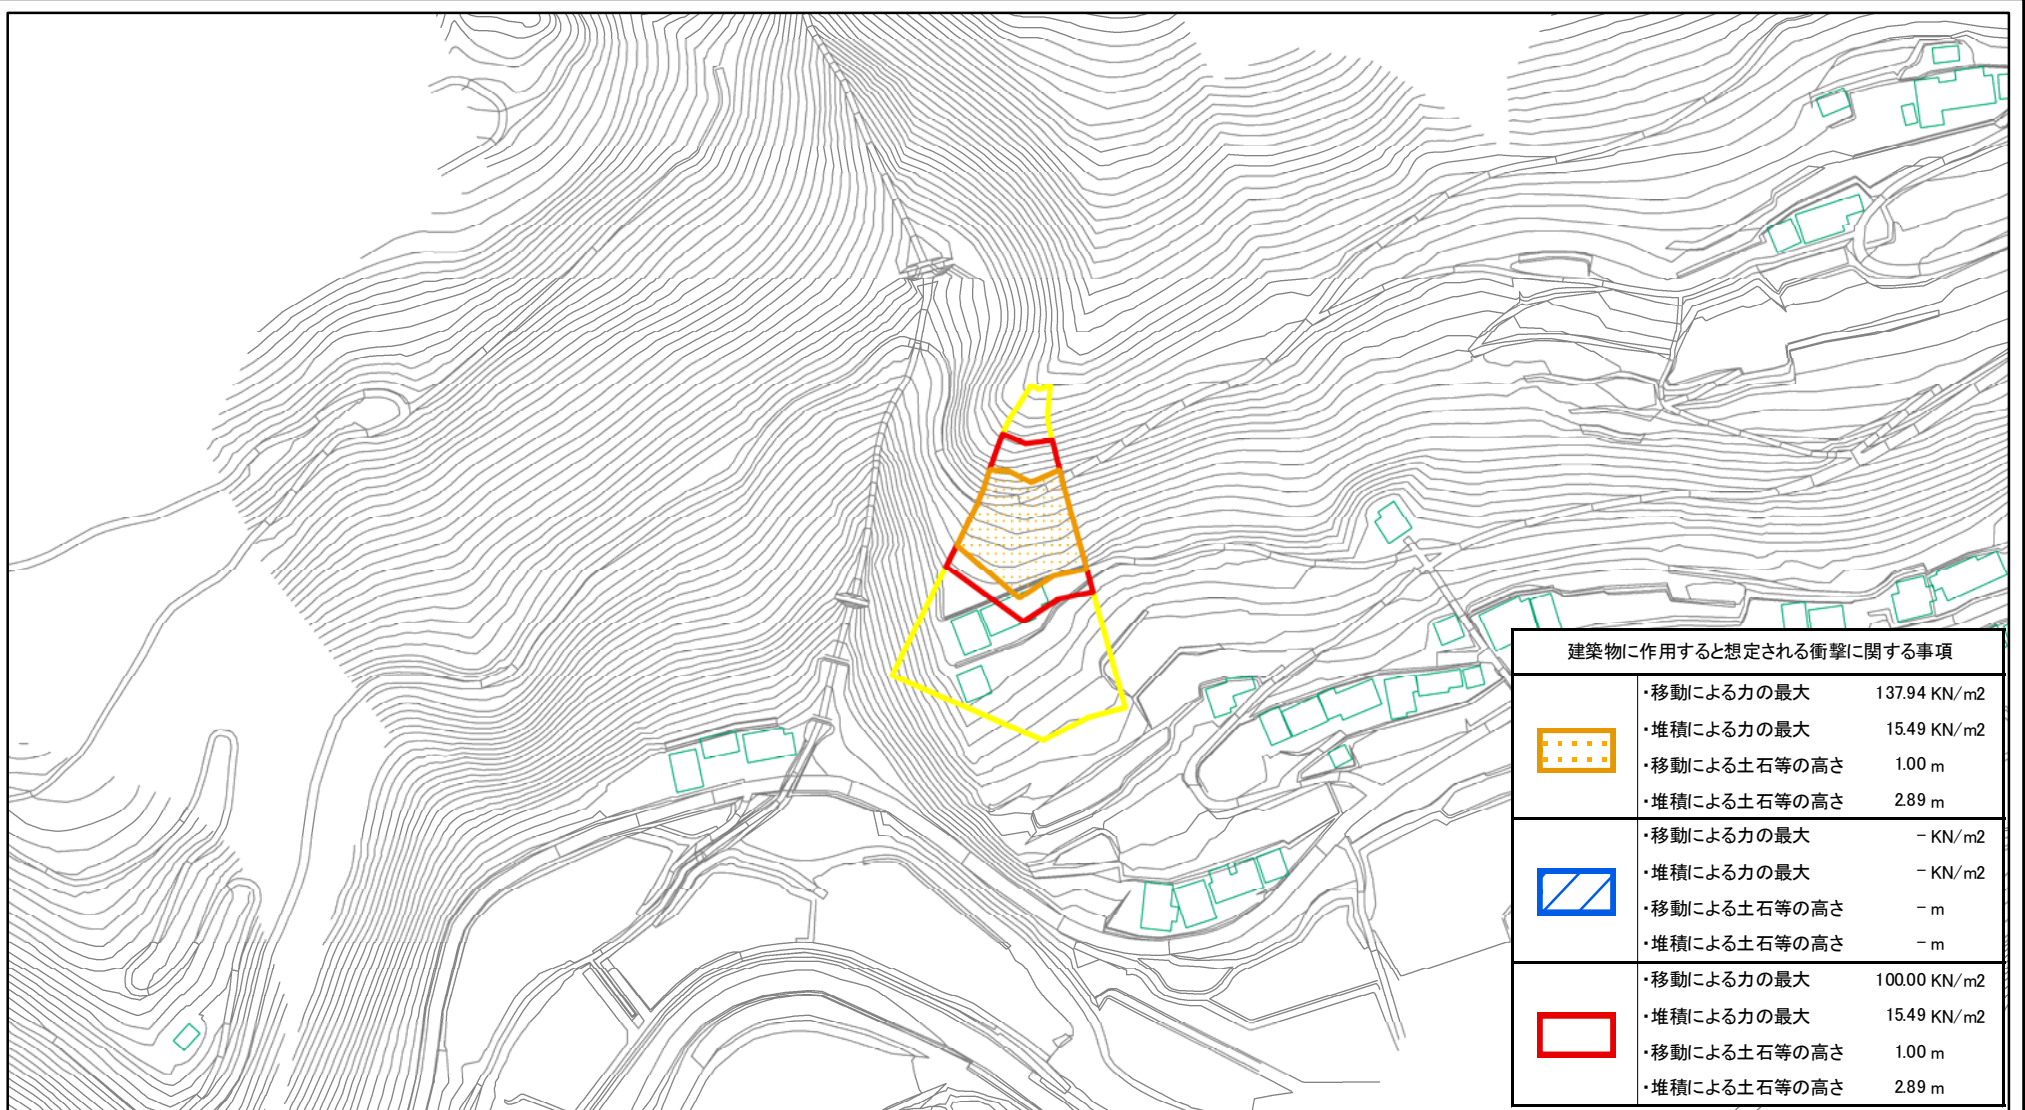 建築物に作用すると想定される衝撃に関する事項
・移動による力の最大 137.94 KN/m2
・堆積による力の最大 15.49 KN/m2
・移動による土石等の高さ 1.00 m
・堆積による土石等の高さ 2.89 m
・移動による力の最大 - KN/m2
・堆積による力の最大 - KN/m2
・移動による土石等の高さ - m
・堆積による土石等の高さ - m
・移動による力の最大 100.00 KN/m2
・堆積による力の最大 15.49 KN/m2
・移動による土石等の高さ 1.00 m
・堆積による土石等の高さ 2.89 m